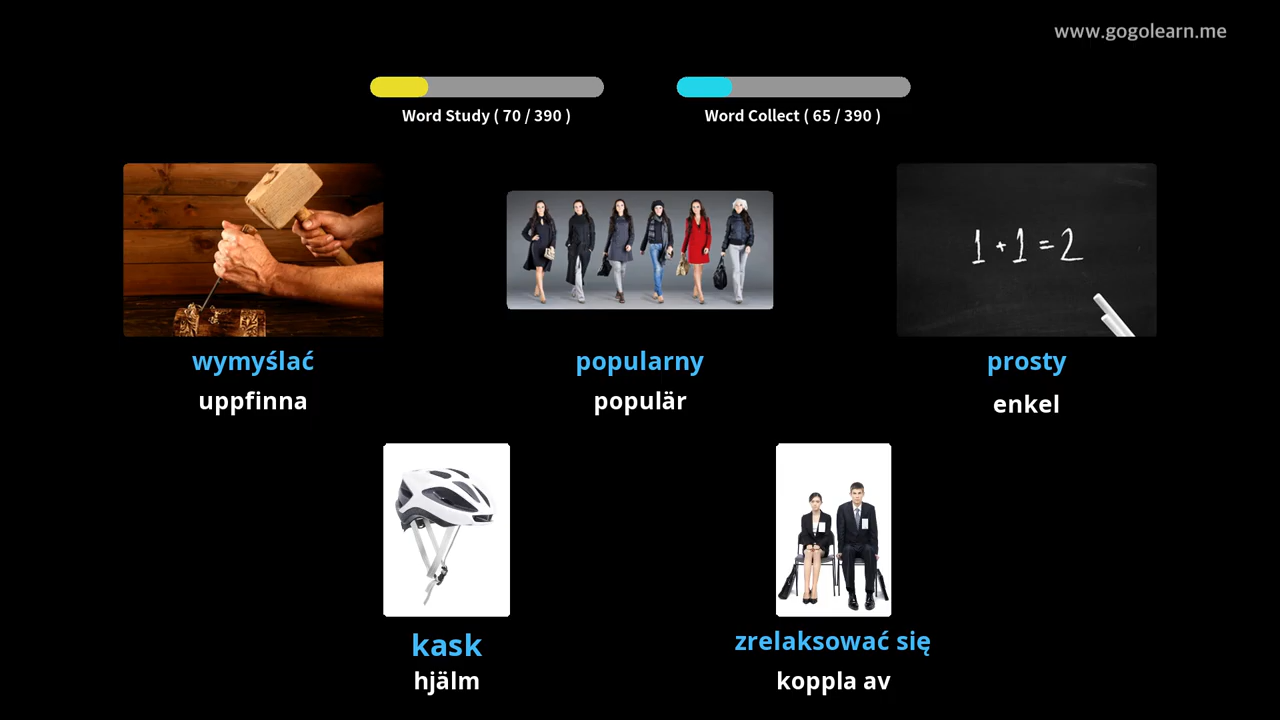 www.gogolearn.me
Word Study ( 70 / 390 )
Word Collect ( 65 / 390 )
1 + 1 = 2
wymyślać
popularny
prosty
uppfinna
populär
enkel
kask
zrelaksować się
hjälm
koppla av